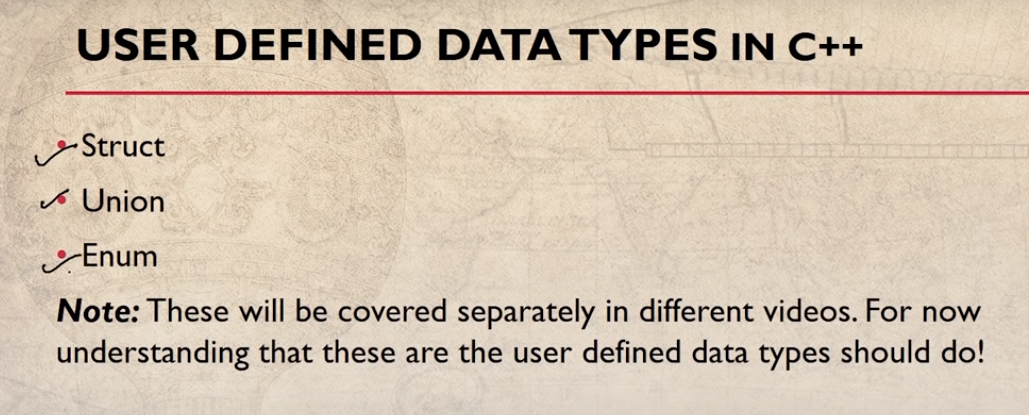 USER DEFINED DATA TYPES IN C++
• Struct
• Union
• Enum
Note: These will be covered separately in different videos. For now
understanding that these are the user defined data types should do!